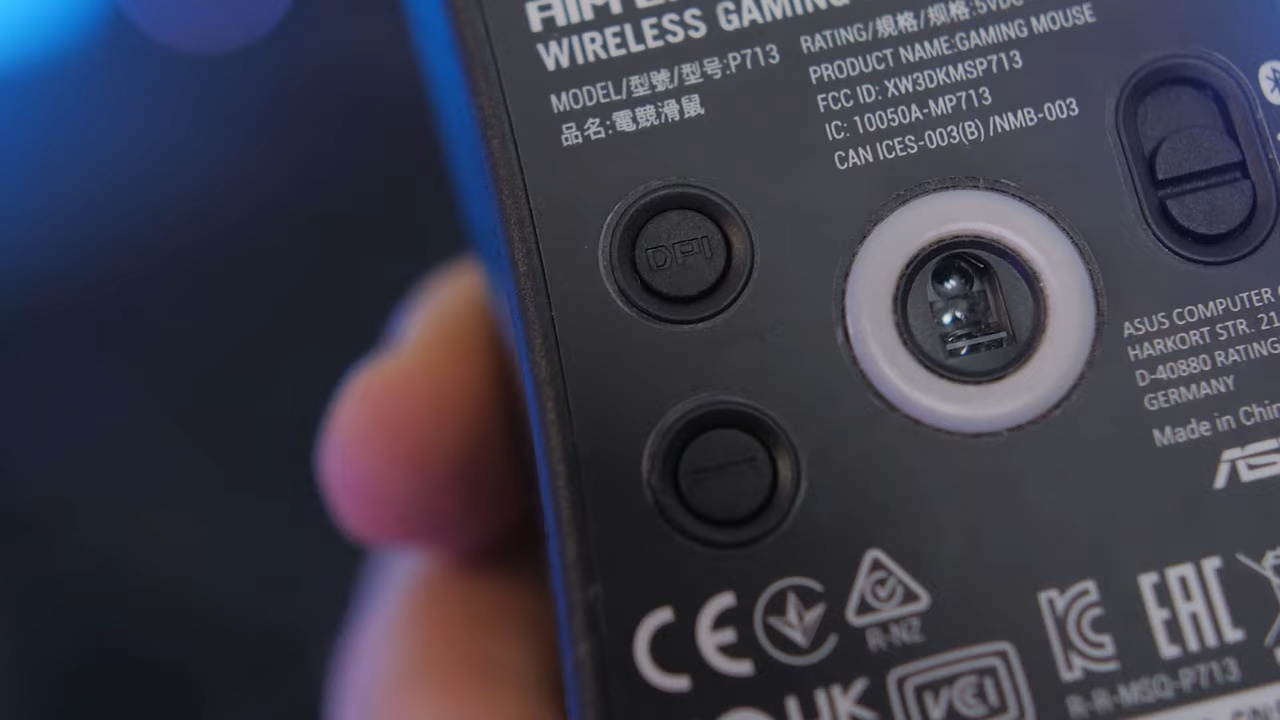 WIRELESS GAMING
MODEL/型號/型号:P713
品名:電競滑鼠
RATING/規格/规格:5VDC
PRODUCT NAME:GAMING MOUSE
FCC ID: XW3DKMSP713
IC: 10050A-MP713
CAN ICES-003(B) /NMB-003
DPI
ASUS COMPUTER
HARKORT STR. 21
D-40880 RATING
GERMANY
Made in Chin
CE
R-NZ
EAC
UK
VCCI
R-R-MSQ-P713